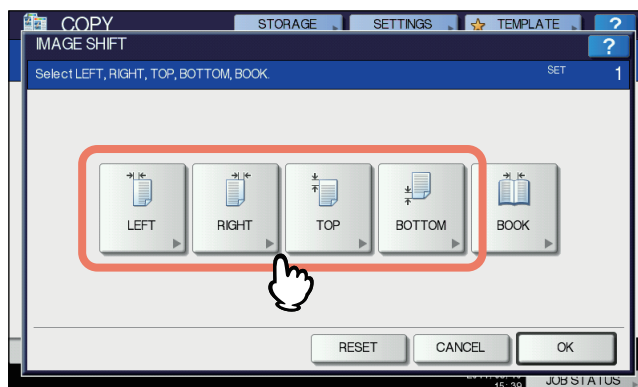 COPY STORAGE SETTINGS TEMPLATE ?
IMAGE SHIFT ?
Select LEFT, RIGHT, TOP, BOTTOM, BOOK. SET 1
LEFT RIGHT TOP BOTTOM BOOK
RESET CANCEL OK
15:39 JOB STATUS